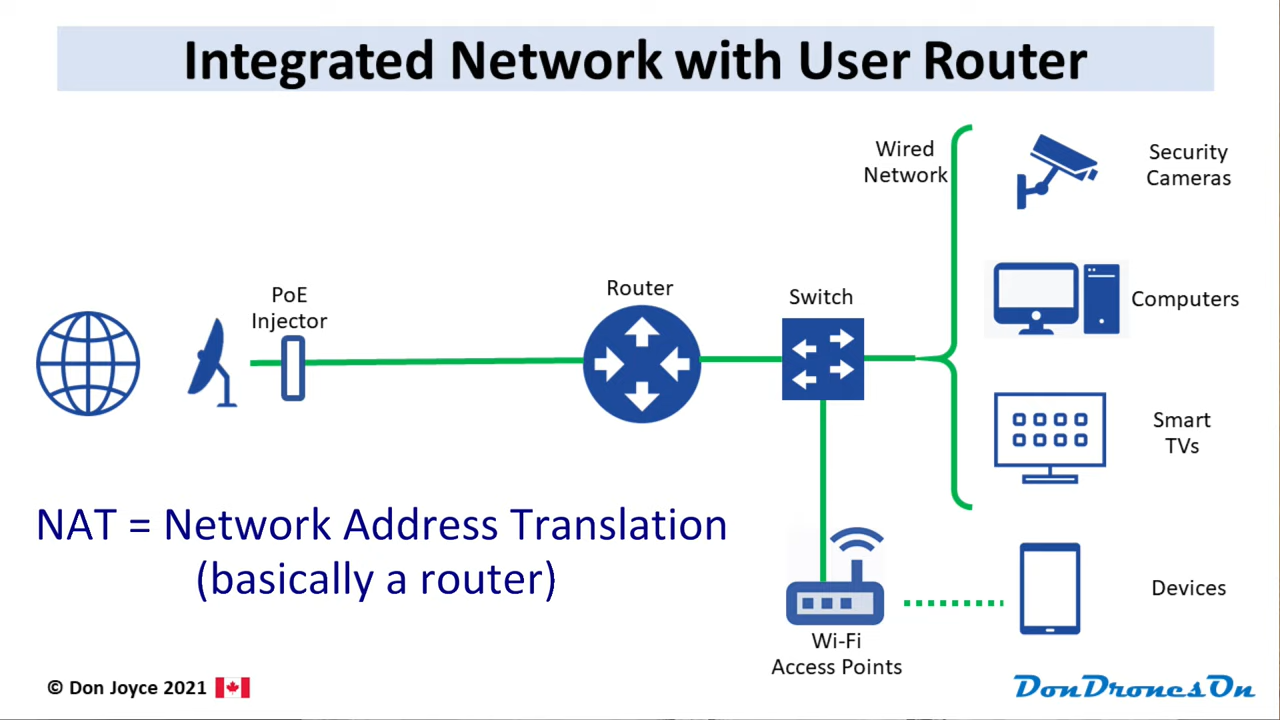 Integrated Network with User Router
Wired
Network
Security
Cameras
PoE
Injector
Router
Switch
Computers
Smart
TVs
NAT = Network Address Translation
(basically a router)
Devices
Wi-Fi
Access Points
© Don Joyce 2021
DonDronesOn